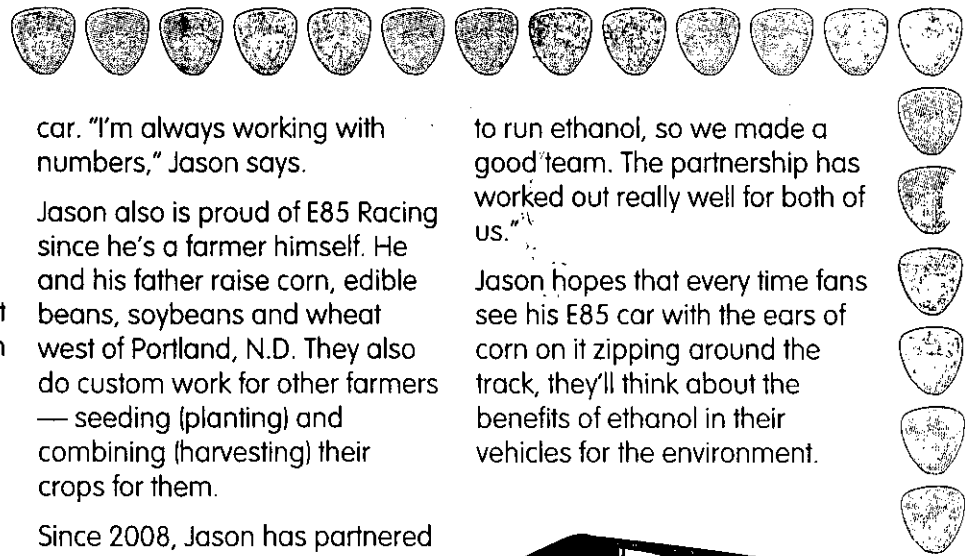 car. "I'm always working with
numbers," Jason says.
Jason also is proud of E85 Racing
since he's a farmer himself. He
and his father raise corn, edible
beans, soybeans and wheat
west of Portland, N.D. They also
do custom work for other farmers
— seeding (planting) and
combining (harvesting) their
crops for them.
Since 2008, Jason has partnered
to run ethanol, so we made a
good team. The partnership has
worked out really well for both of
us."
Jason hopes that every time fans
see his E85 car with the ears of
corn on it zipping around the
track, they'll think about the
benefits of ethanol in their
vehicles for the environment.